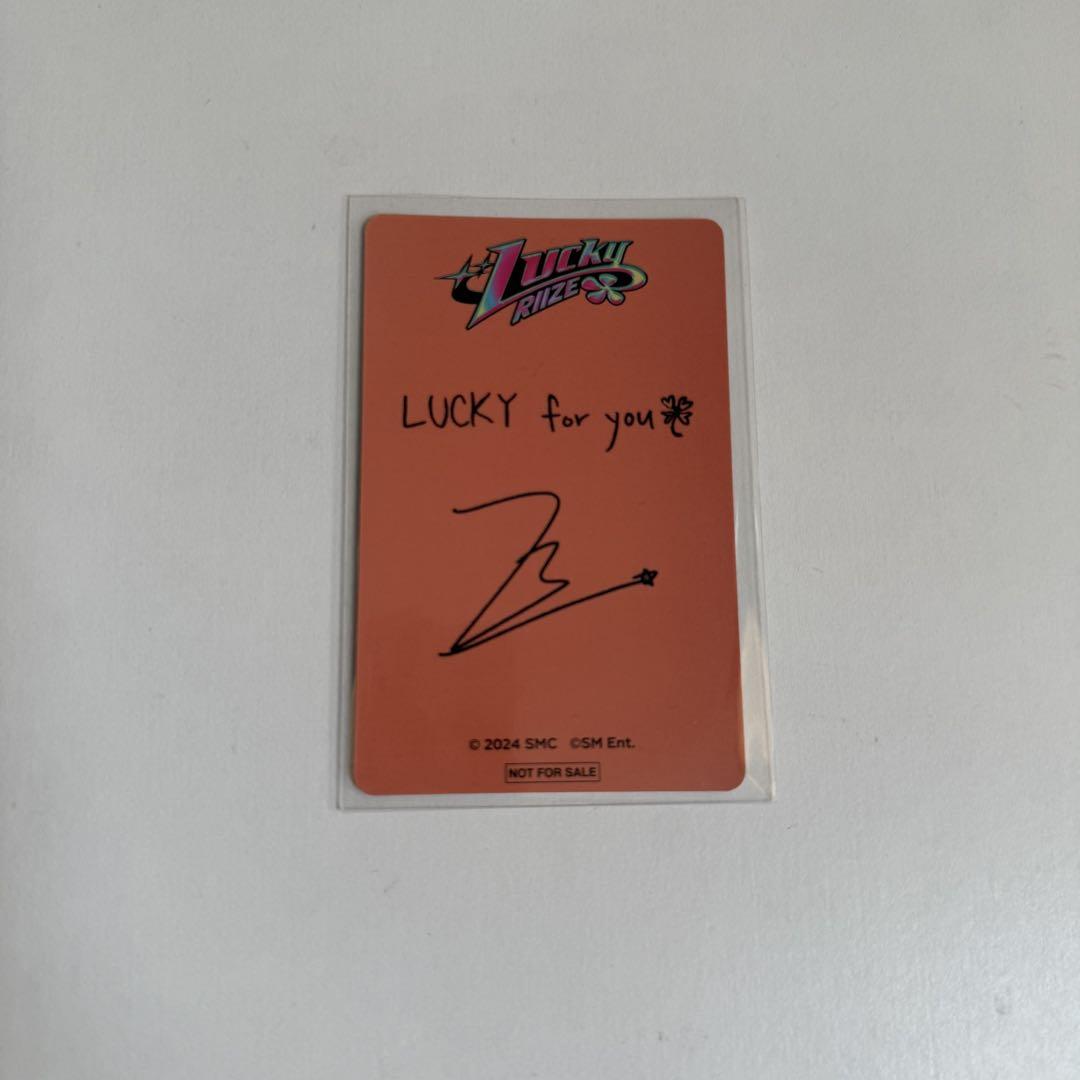 Lucky
RIIZE
LUCKY for you
© 2024 SMC ©SM Ent.
NOT FOR SALE